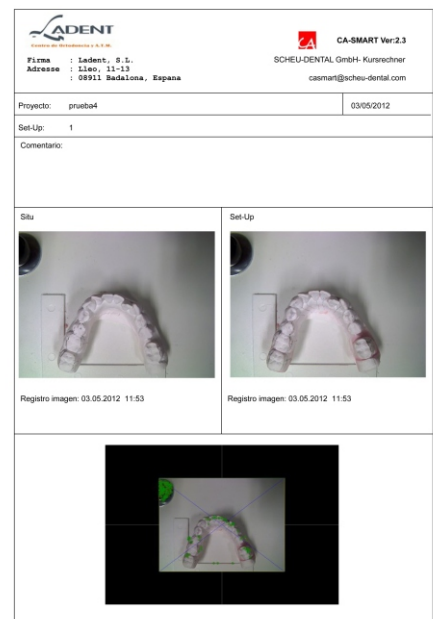 LADENT
Centro de Ortodoncia y A.T.M.
Firma : Ladent, S.L.
Adresse : Lleo, 11-13
: 08911 Badalona, Espana
CA
CA-SMART Ver:2.3
SCHEU-DENTAL GmbH- Kursrechner
casmart@scheu-dental.com
Proyecto: prueba4 03/05/2012
Set-Up: 1
Comentario:
Situ
Set-Up
Registro imagen: 03.05.2012 11:53
Registro imagen: 03.05.2012 11:53